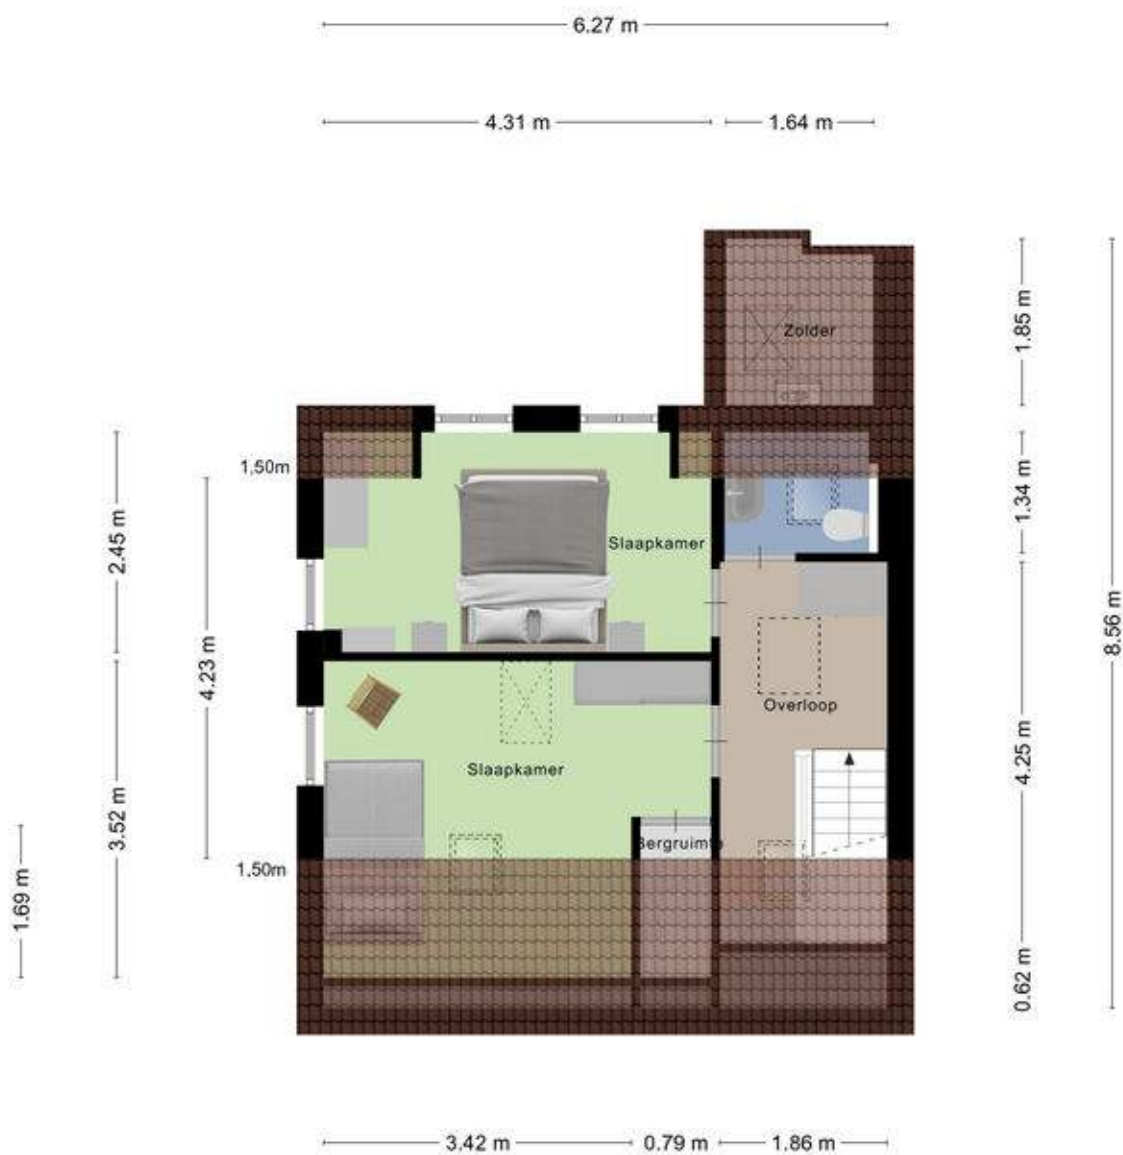 6.27 m
4.31 m
1.64 m
Zolder
1.85 m
1,50m
1.34 m
2.45 m
Slaapkamer
4.23 m
8.56 m
Overloop
Slaapkamer
4.25 m
3.52 m
Bergruimte
1,50m
1.69 m
0.62 m
3.42 m
0.79 m
1.86 m